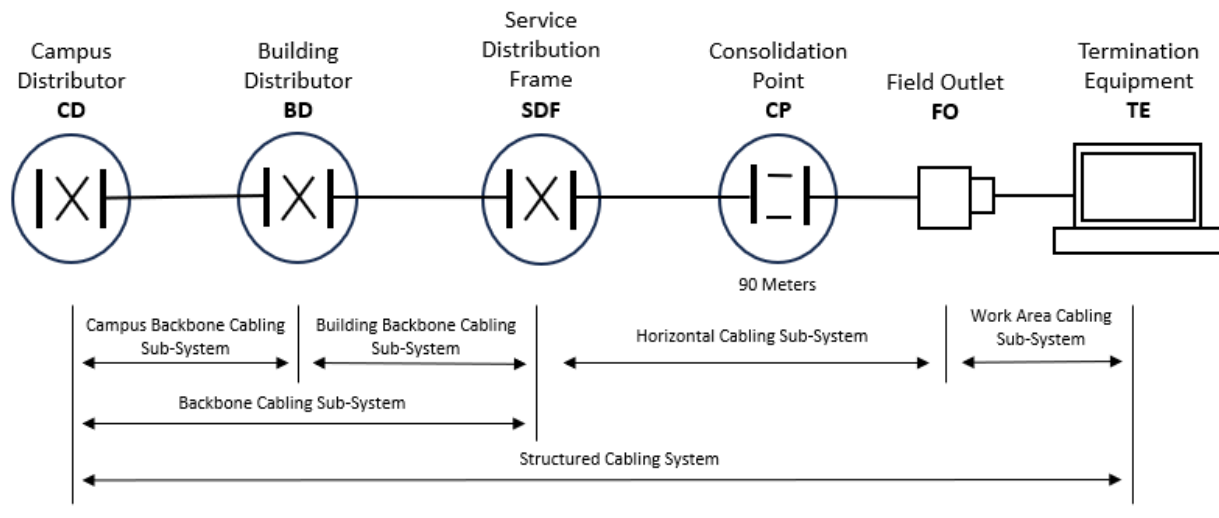 Campus
Distributor
CD
Building
Distributor
BD
Service
Distribution
Frame
SDF
Consolidation
Point
CP
Field Outlet
FO
Termination
Equipment
TE
90 Meters
Campus Backbone Cabling
Sub-System
Building Backbone Cabling
Sub-System
Horizontal Cabling Sub-System
Work Area Cabling
Sub-System
Backbone Cabling Sub-System
Structured Cabling System